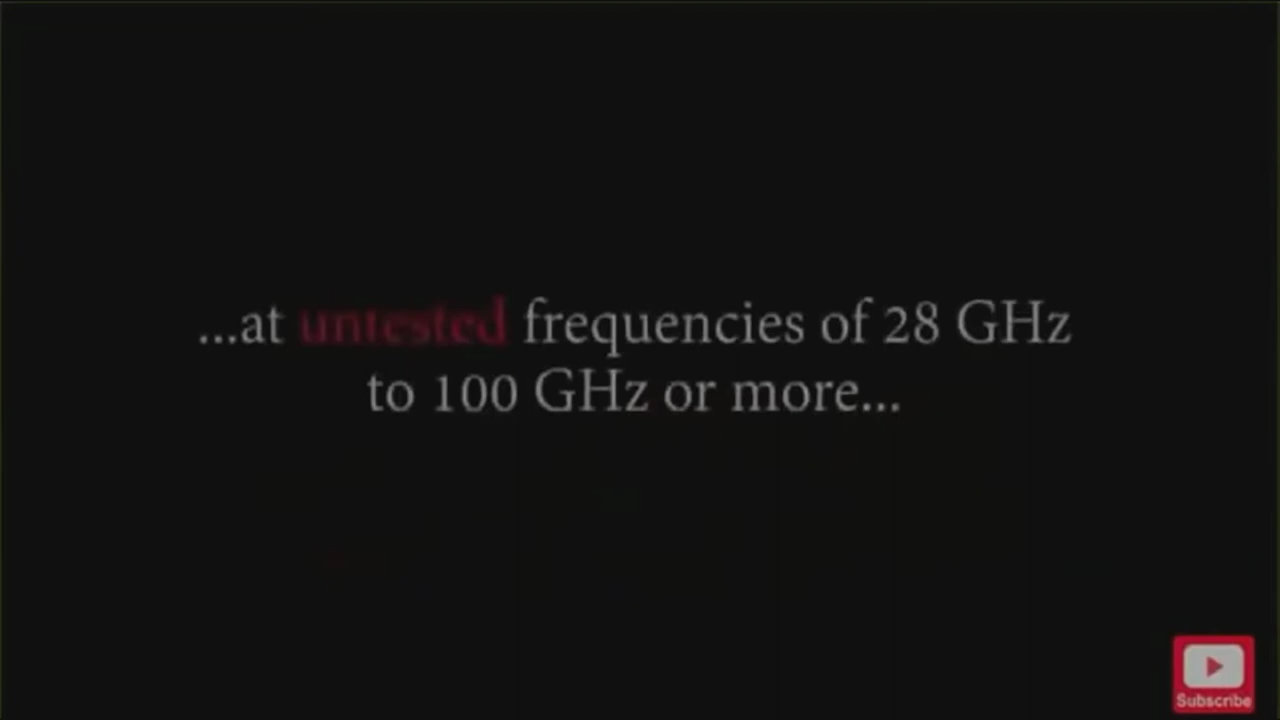 ...at untested frequencies of 28 GHz
to 100 GHz or more...
Subscribe